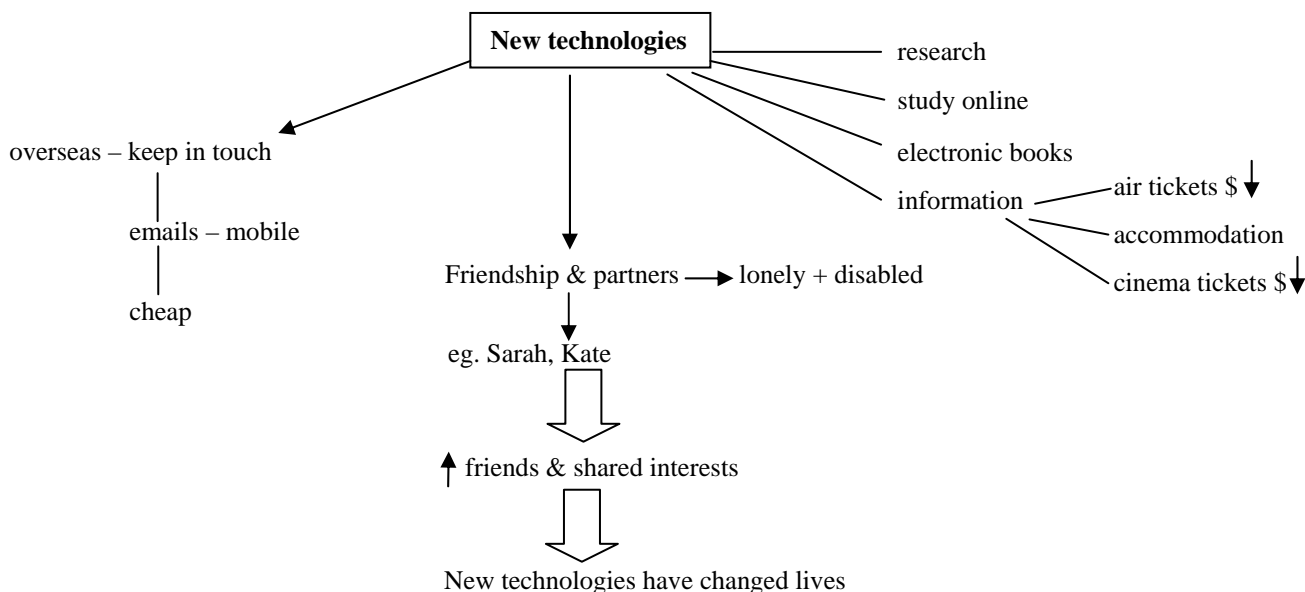 New technologies
research
study online
electronic books
information
air tickets $
accommodation
cinema tickets $
overseas – keep in touch
emails – mobile
cheap
Friendship & partners
lonely + disabled
eg. Sarah, Kate
friends & shared interests
New technologies have changed lives